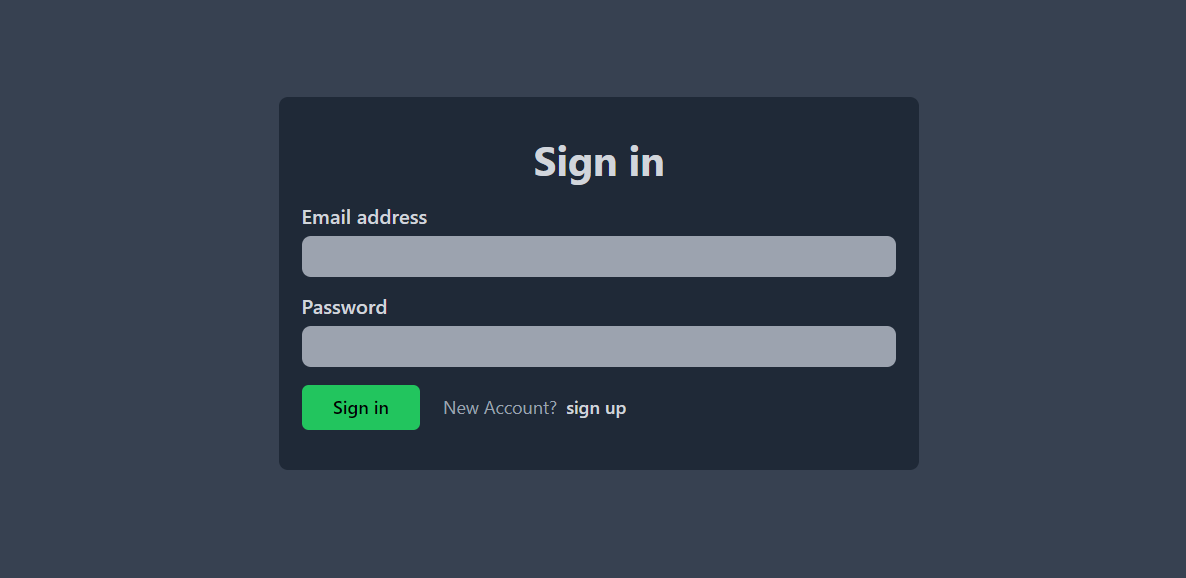 Sign in
Email address
Password
Sign in New Account? sign up